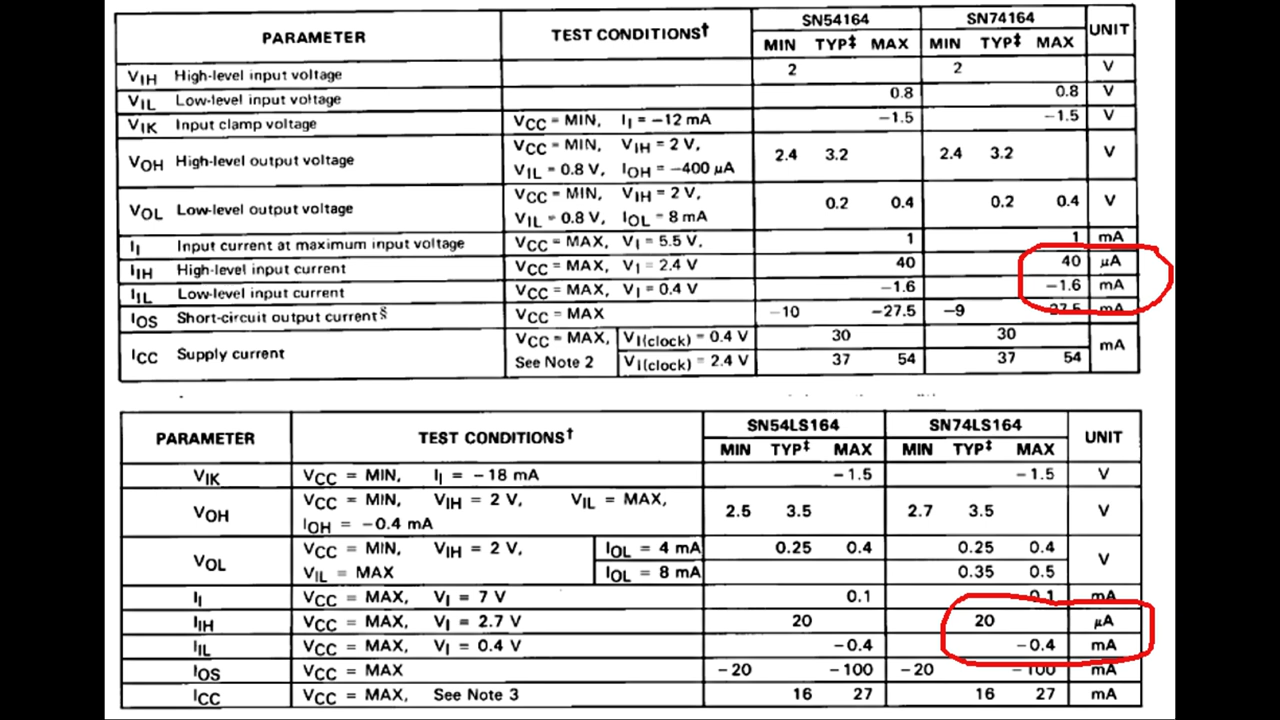 PARAMETER TEST CONDITIONS† SN54164 SN74164 UNIT
MIN TYP‡ MAX MIN TYP‡ MAX
VIH High-level input voltage 2 2 V
VIL Low-level input voltage 0.8 0.8 V
VIK Input clamp voltage VCC = MIN, II = −12 mA −1.5 −1.5 V
VOH High-level output voltage VCC = MIN, VIH = 2 V, 2.4 3.2 2.4 3.2 V
VIL = 0.8 V, IOH = −400 μA
VOL Low-level output voltage VCC = MIN, VIH = 2 V, 0.2 0.4 0.2 0.4 V
VIL = 0.8 V, IOL = 8 mA
II Input current at maximum input voltage VCC = MAX, VI = 5.5 V, 1 1 mA
IIH High-level input current VCC = MAX, VI = 2.4 V 40 40 μA
IIL Low-level input current VCC = MAX, VI = 0.4 V −1.6 −1.6 mA
IOS Short-circuit output current§ VCC = MAX −10 −27.5 −9 −27.5 mA
ICC Supply current VCC = MAX, VI(clock) = 0.4 V 30 30 mA
See Note 2 VI(clock) = 2.4 V 37 54 37 54
PARAMETER TEST CONDITIONS† SN54LS164 SN74LS164 UNIT
MIN TYP‡ MAX MIN TYP‡ MAX
VIK VCC = MIN, II = −18 mA −1.5 −1.5 V
VOH VCC = MIN, VIH = 2 V, VIL = MAX, 2.5 3.5 2.7 3.5 V
IOH = −0.4 mA
VOL VCC = MIN, VIH = 2 V, IOL = 4 mA 0.25 0.4 0.25 0.4 V
VIL = MAX IOL = 8 mA 0.35 0.5
II VCC = MAX, VI = 7 V 0.1 0.1 mA
IIH VCC = MAX, VI = 2.7 V 20 20 μA
IIL VCC = MAX, VI = 0.4 V −0.4 −0.4 mA
IOS VCC = MAX −20 −100 −20 −100 mA
ICC VCC = MAX, See Note 3 16 27 16 27 mA